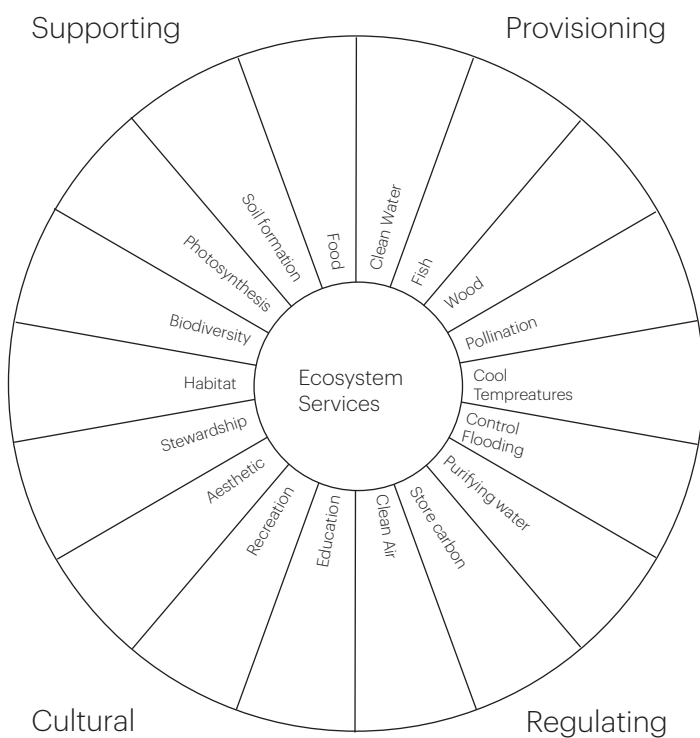 Supporting
Provisioning
Food
Clean Water
Fish
Wood
Pollination
Cool
Tempreatures
Control
Flooding
Purifying water
Store carbon
Clean Air
Education
Recreation
Aesthetic
Stewardship
Habitat
Biodiversity
Photosynthesis
Soil formation
Ecosystem
Services
Cultural
Regulating